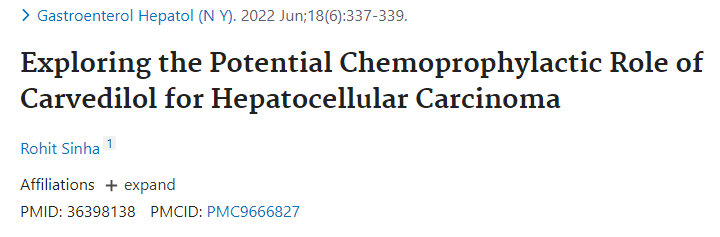 Gastroenterol Hepatol (N Y). 2022 Jun;18(6):337-339.
Exploring the Potential Chemoprophylactic Role of
Carvedilol for Hepatocellular Carcinoma
Rohit Sinha 1
Affiliations + expand
PMID: 36398138 PMCID: PMC9666827